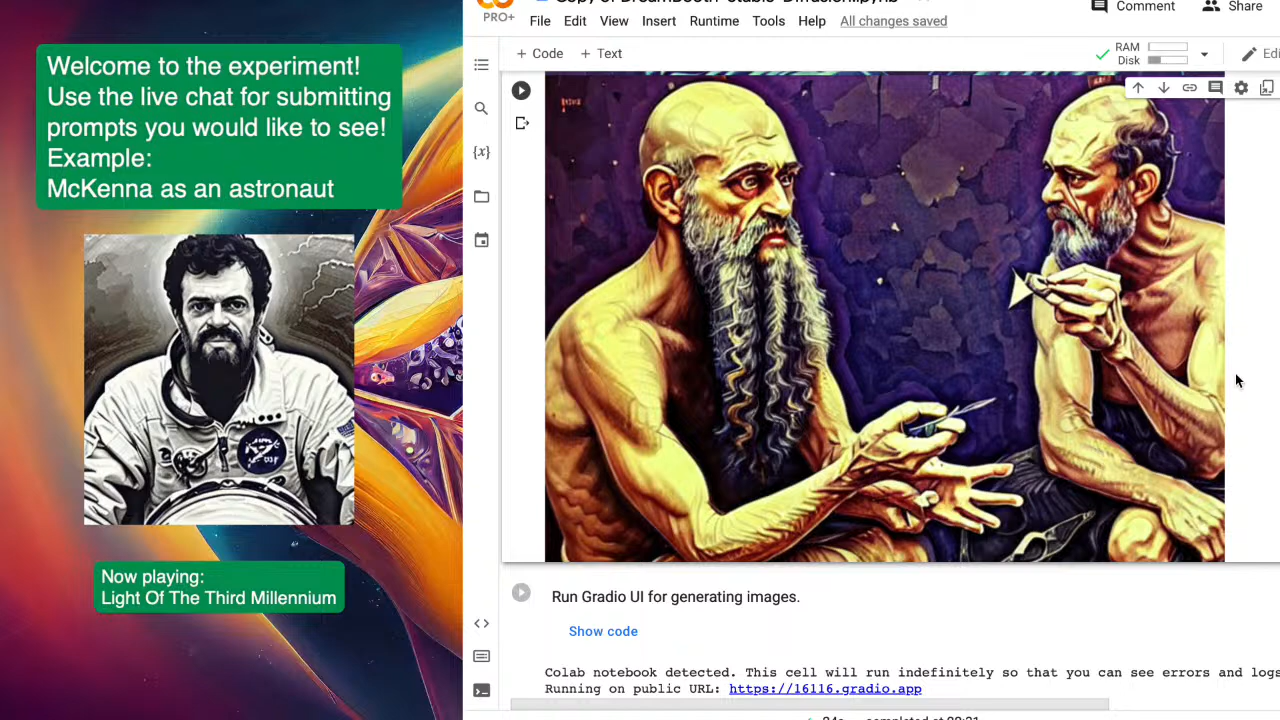 Welcome to the experiment!
Use the live chat for submitting
prompts you would like to see!
Example:
McKenna as an astronaut
Now playing:
Light Of The Third Millennium
PRO+
File Edit View Insert Runtime Tools Help All changes saved
Comment Share
+ Code + Text
RAM
Disk
Edi
{x}
Run Gradio UI for generating images.
Show code
Colab notebook detected. This cell will run indefinitely so that you can see errors and logs
Running on public URL: https://16116.gradio.app